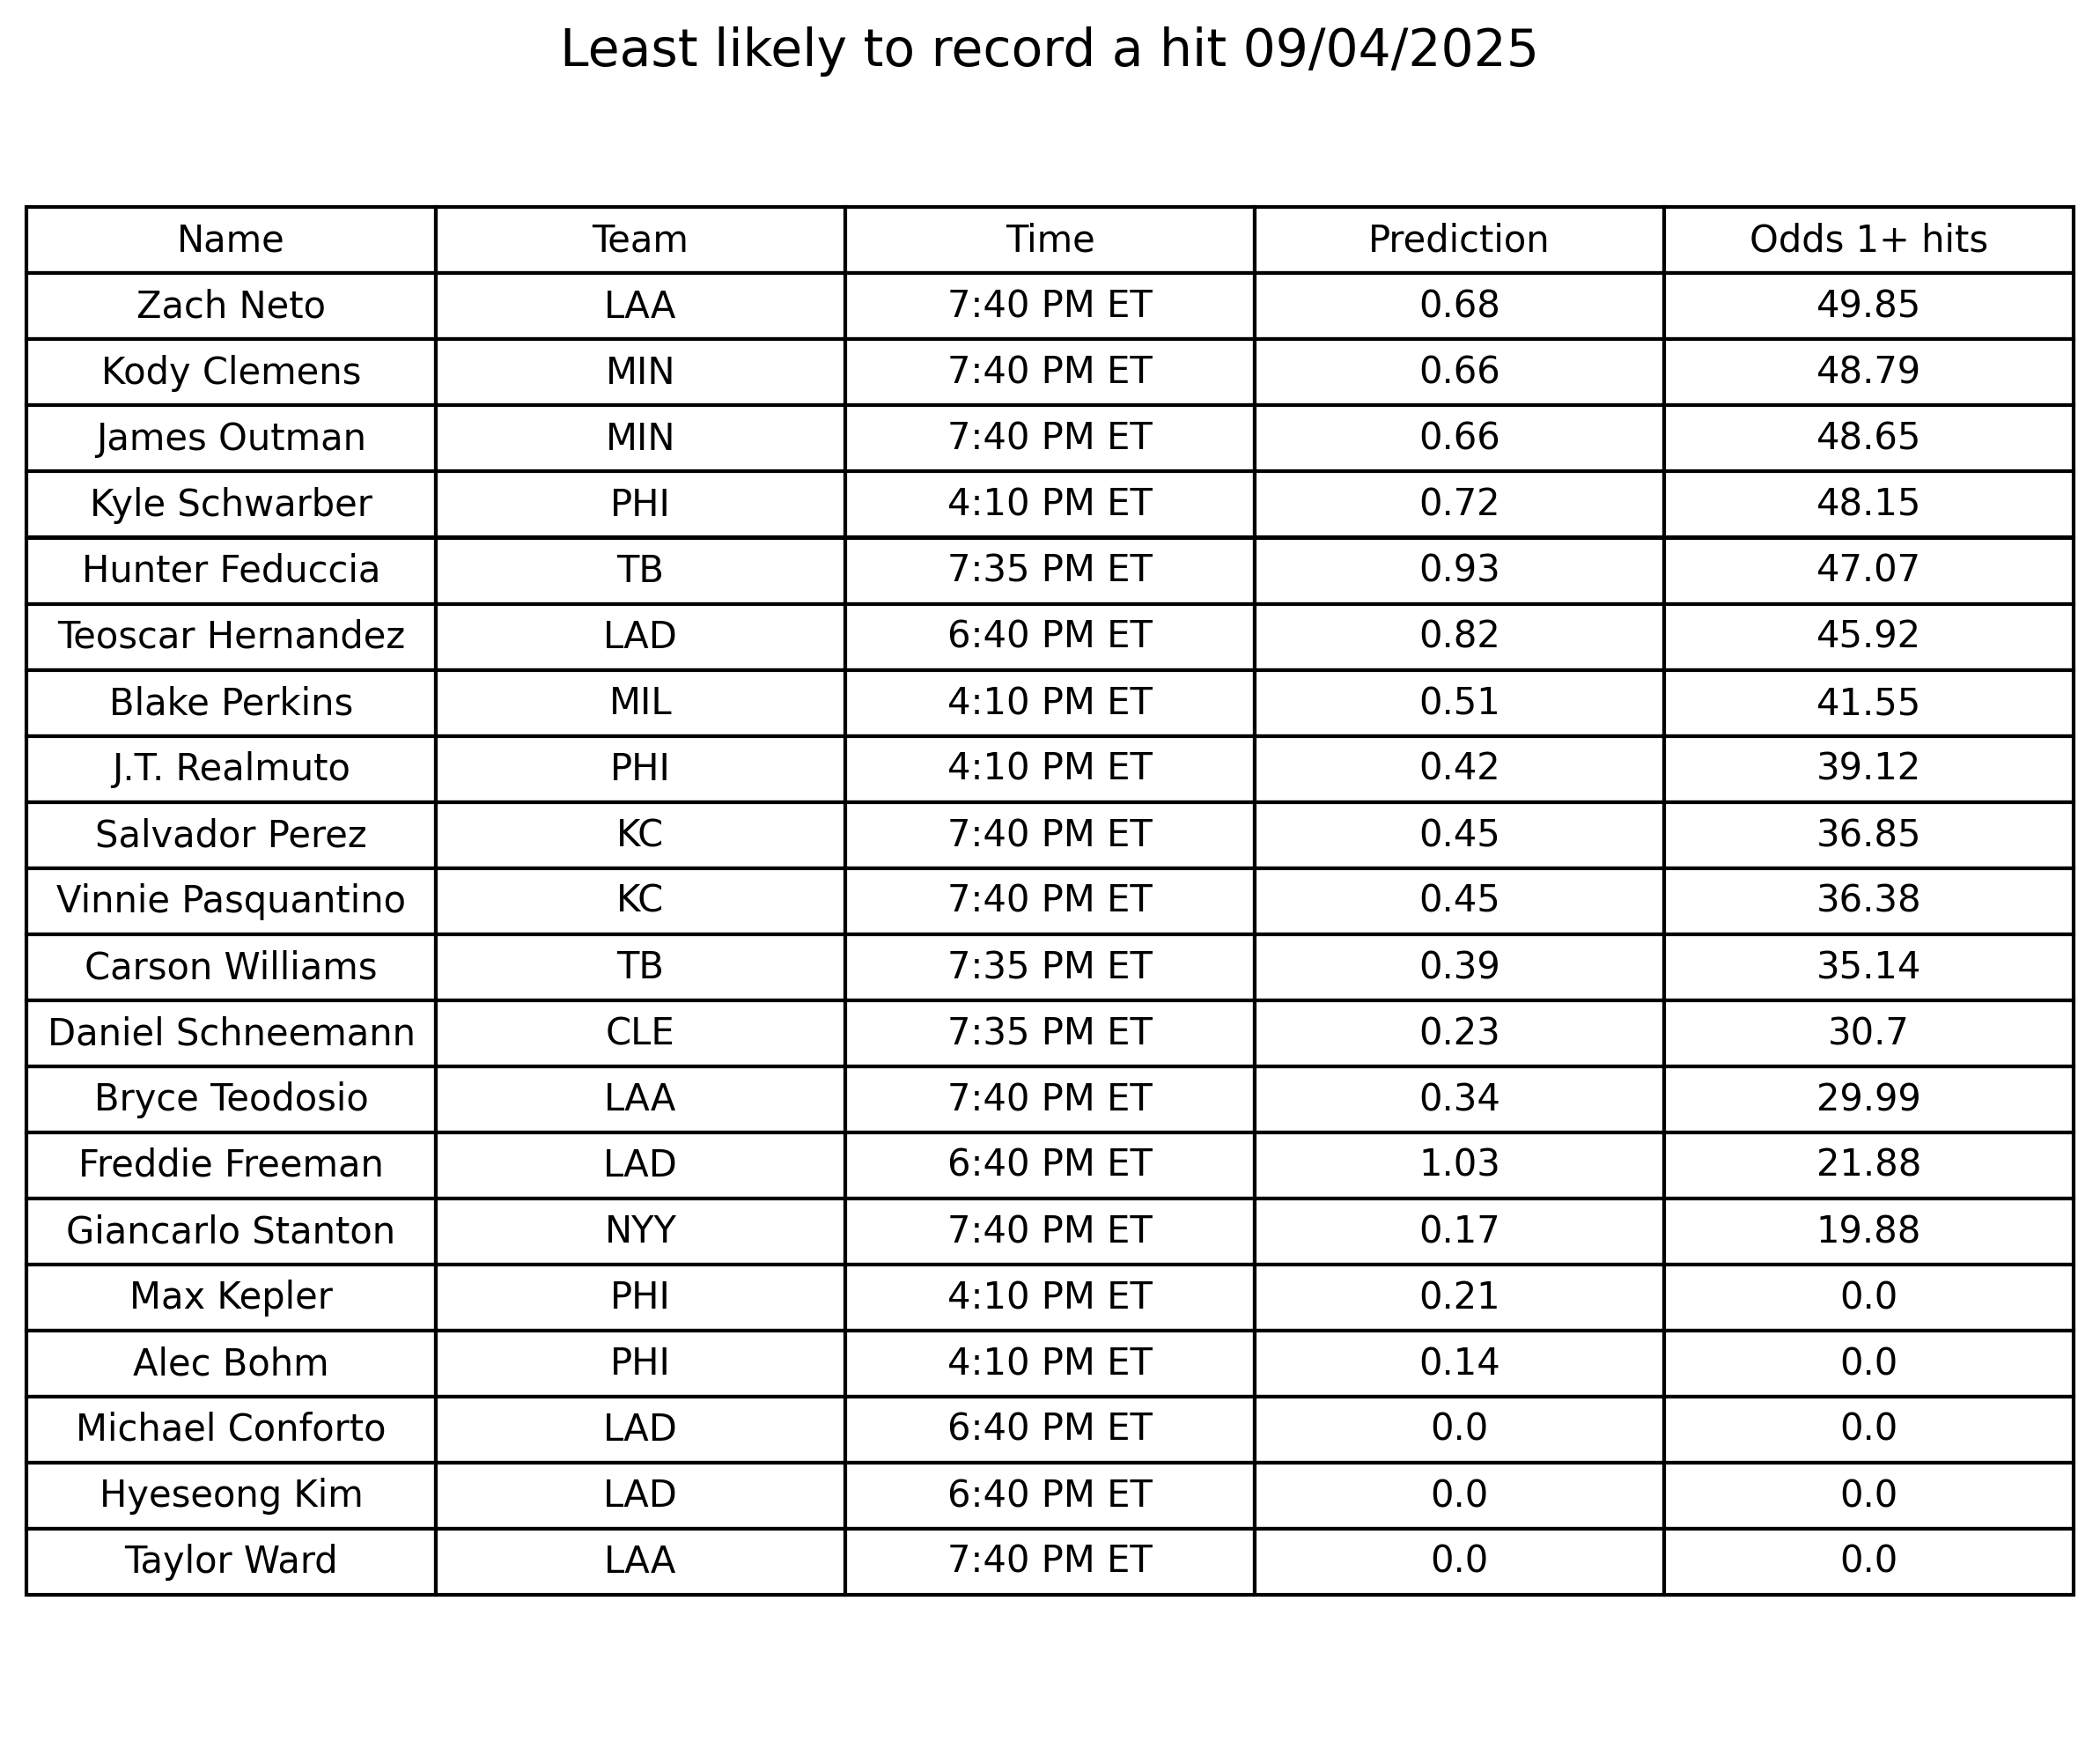 Least likely to record a hit 09/04/2025
Name Team Time Prediction Odds 1+ hits
Zach Neto LAA 7:40 PM ET 0.68 49.85
Kody Clemens MIN 7:40 PM ET 0.66 48.79
James Outman MIN 7:40 PM ET 0.66 48.65
Kyle Schwarber PHI 4:10 PM ET 0.72 48.15
Hunter Feduccia TB 7:35 PM ET 0.93 47.07
Teoscar Hernandez LAD 6:40 PM ET 0.82 45.92
Blake Perkins MIL 4:10 PM ET 0.51 41.55
J.T. Realmuto PHI 4:10 PM ET 0.42 39.12
Salvador Perez KC 7:40 PM ET 0.45 36.85
Vinnie Pasquantino KC 7:40 PM ET 0.45 36.38
Carson Williams TB 7:35 PM ET 0.39 35.14
Daniel Schneemann CLE 7:35 PM ET 0.23 30.7
Bryce Teodosio LAA 7:40 PM ET 0.34 29.99
Freddie Freeman LAD 6:40 PM ET 1.03 21.88
Giancarlo Stanton NYY 7:40 PM ET 0.17 19.88
Max Kepler PHI 4:10 PM ET 0.21 0.0
Alec Bohm PHI 4:10 PM ET 0.14 0.0
Michael Conforto LAD 6:40 PM ET 0.0 0.0
Hyeseong Kim LAD 6:40 PM ET 0.0 0.0
Taylor Ward LAA 7:40 PM ET 0.0 0.0